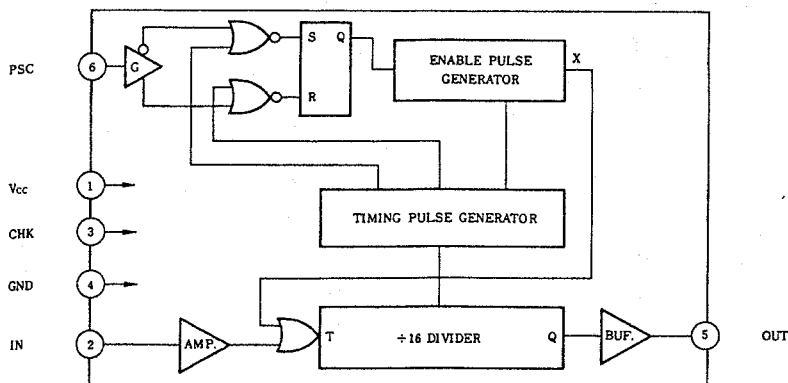 PSC
6
G
S
Q
R
ENABLE PULSE
GENERATOR
X
Vcc
1
CHK
3
GND
4
TIMING PULSE GENERATOR
IN
2
AMP.
T
÷16 DIVIDER
Q
BUF.
5
OUT